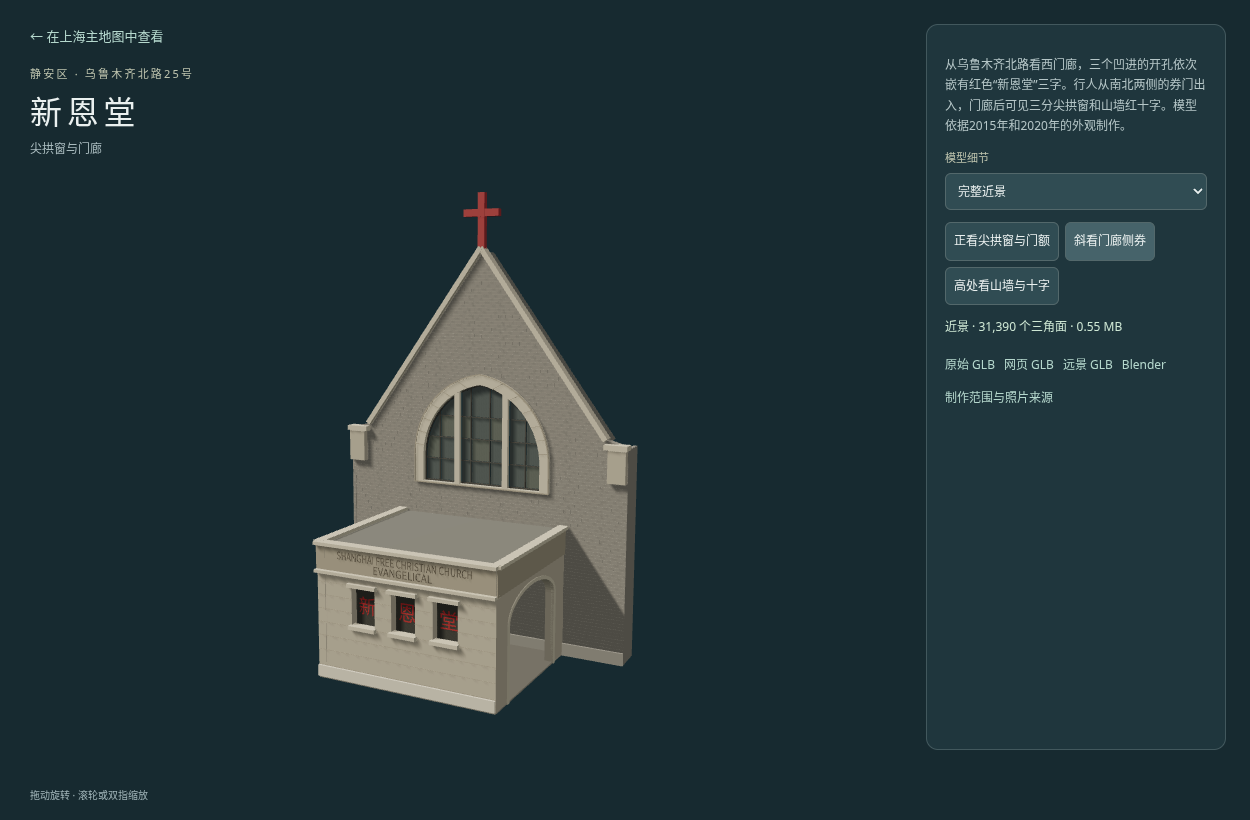 ← 在上海主地图中查看
静安区 · 乌鲁木齐北路25号
新恩堂
尖拱窗与门廊
SHANGHAI FREE CHRISTIAN CHURCH
EVANGELICAL
新 恩 堂
拖动旋转 · 滚轮或双指缩放
从乌鲁木齐北路看西门廊，三个凹进的开孔依次
嵌有红色“新恩堂”三字。行人从南北两侧的券门出
入，门廊后可见三分尖拱窗和山墙红十字。模型
依据2015年和2020年的外观制作。
模型细节
完整近景
正看尖拱窗与门额 斜看门廊侧券
高处看山墙与十字
近景 · 31,390 个三角面 · 0.55 MB
原始 GLB 网页 GLB 远景 GLB Blender
制作范围与照片来源